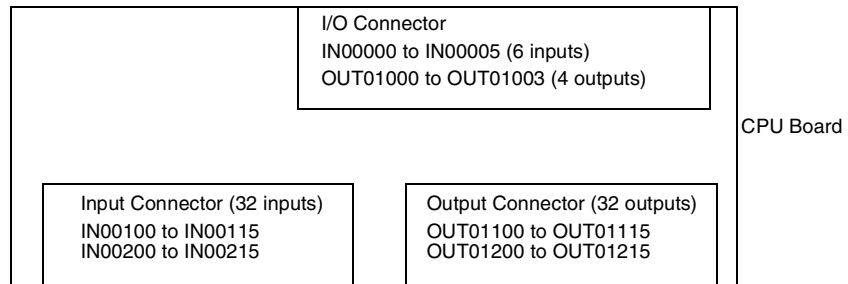 I/O Connector
IN00000 to IN00005 (6 inputs)
OUT01000 to OUT01003 (4 outputs)
CPU Board
Input Connector (32 inputs)
IN00100 to IN00115
IN00200 to IN00215
Output Connector (32 outputs)
OUT01100 to OUT01115
OUT01200 to OUT01215